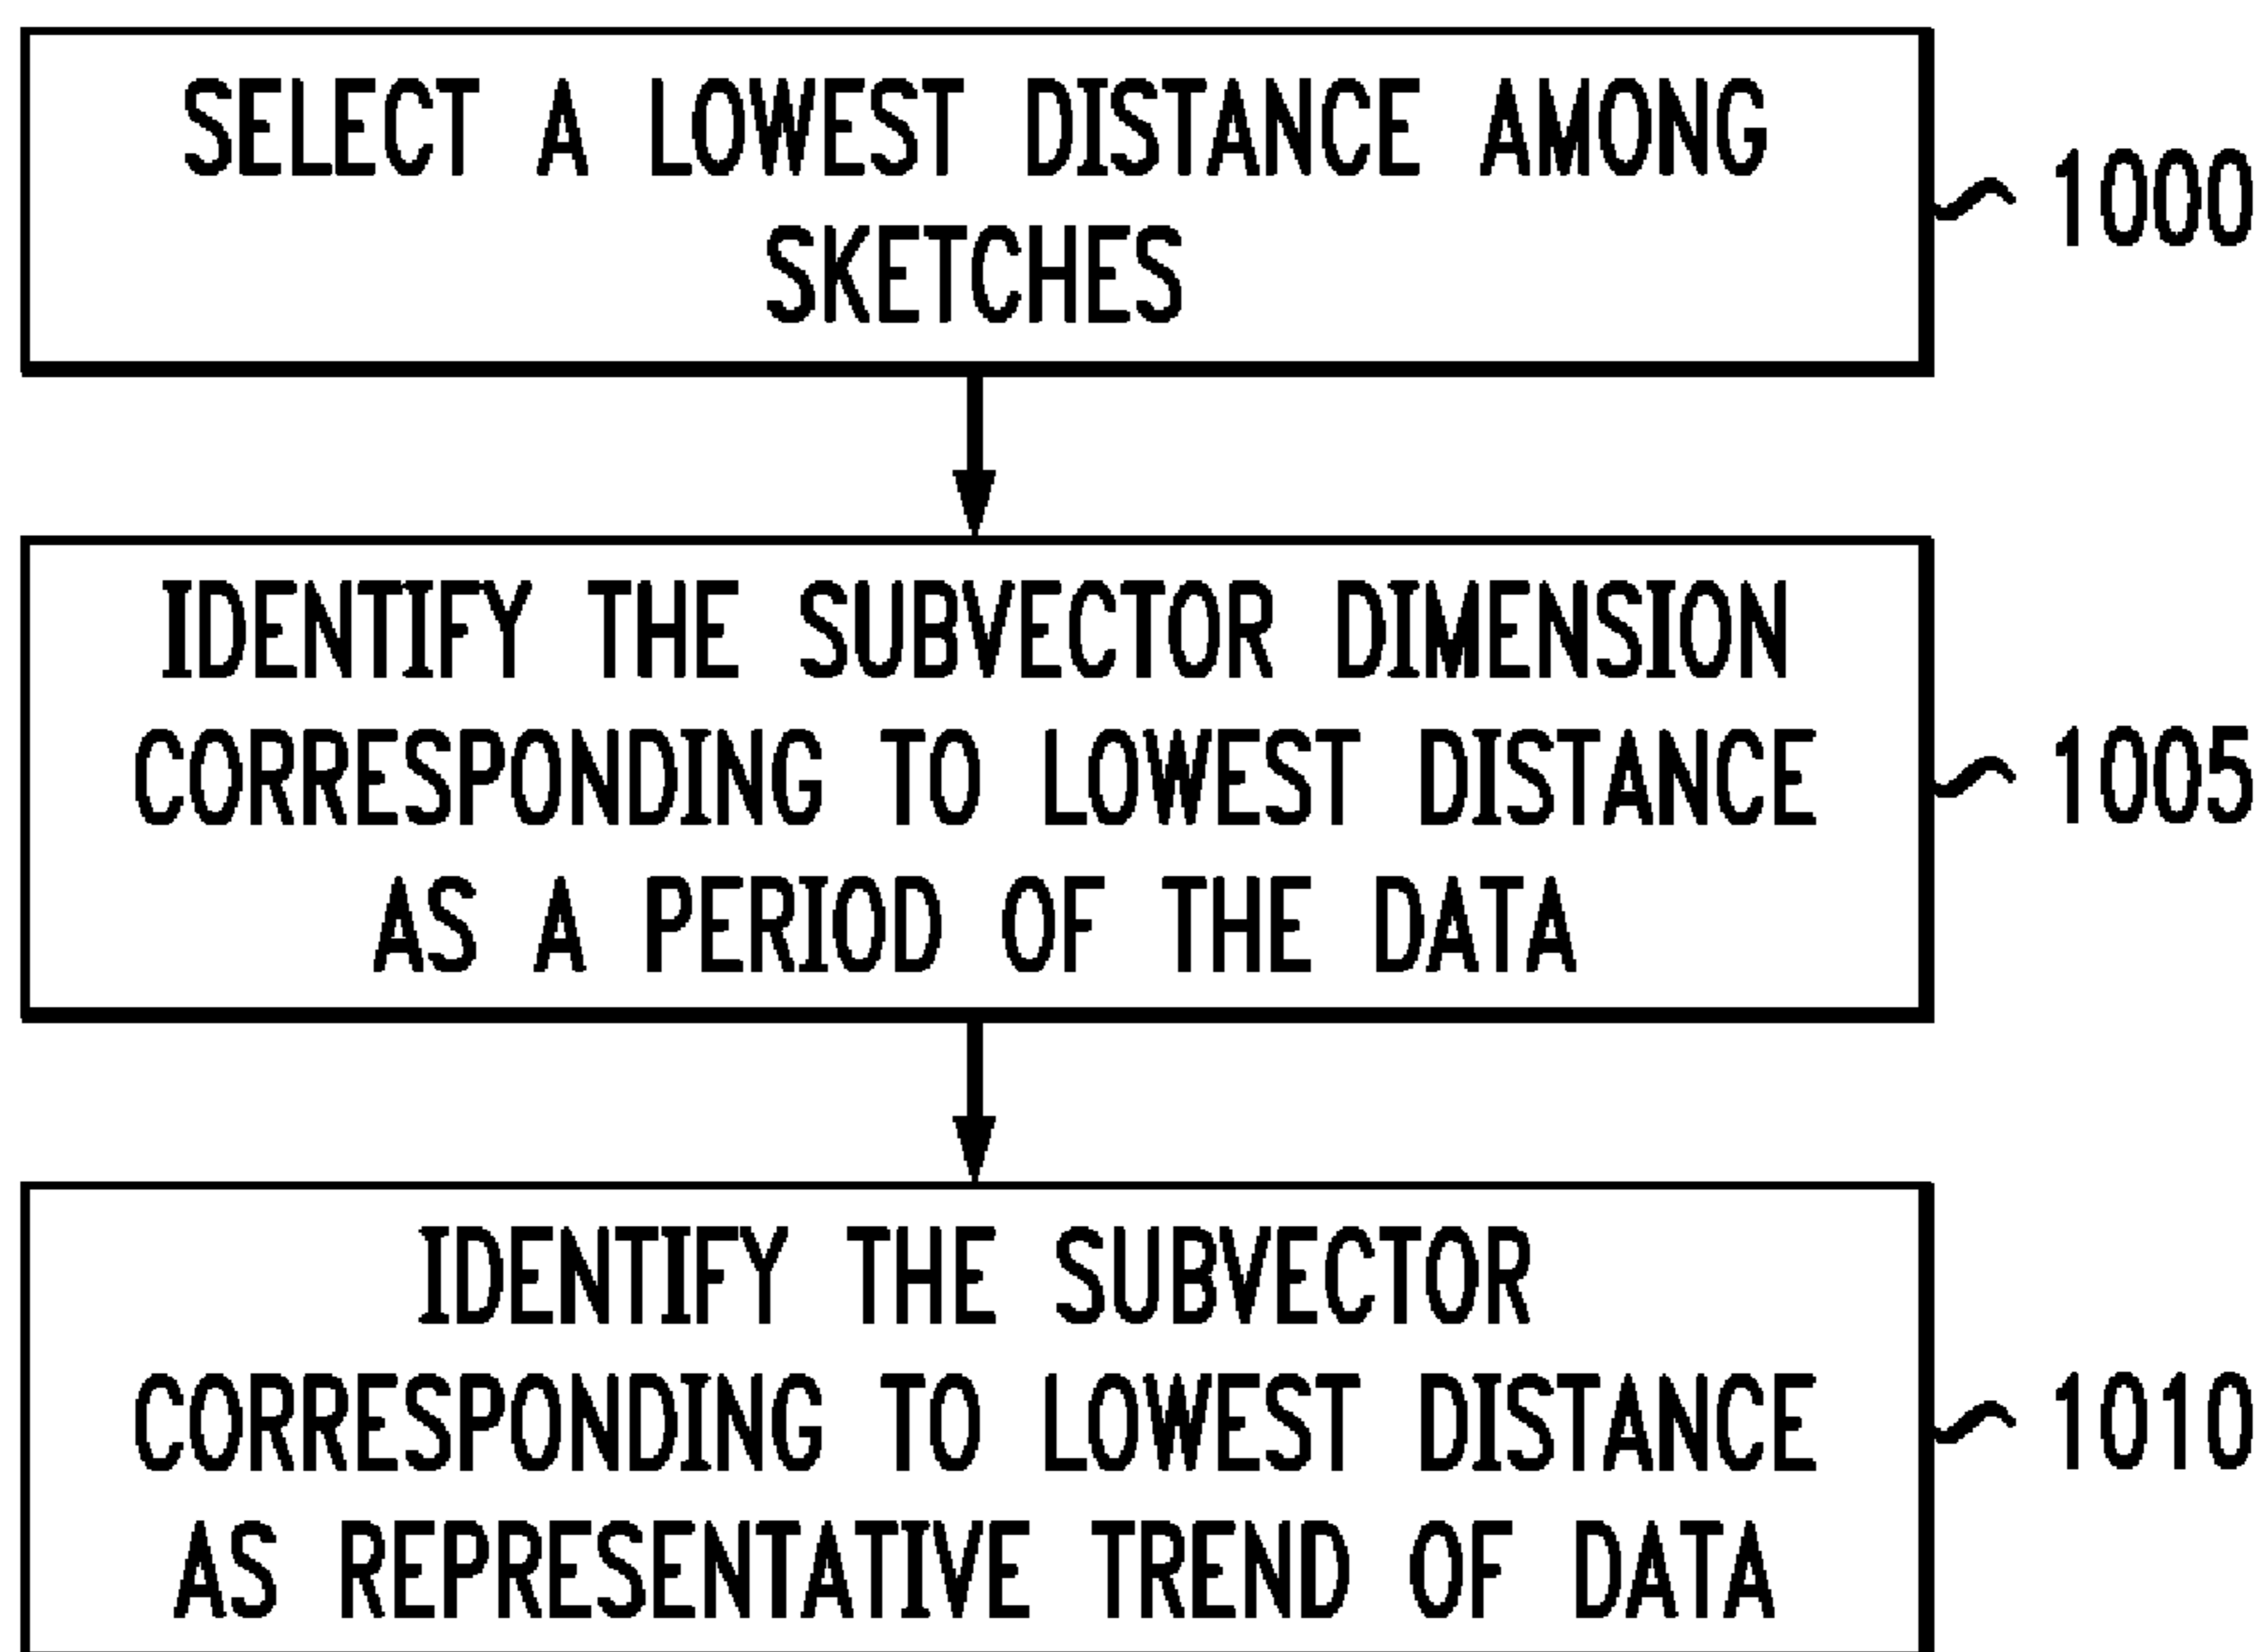 SELECT A LOWEST DISTANCE AMONG
SKETCHES
1000
IDENTIFY THE SUBVECTOR DIMENSION
CORRESPONDING TO LOWEST DISTANCE
AS A PERIOD OF THE DATA
1005
IDENTIFY THE SUBVECTOR
CORRESPONDING TO LOWEST DISTANCE
AS REPRESENTATIVE TREND OF DATA
1010